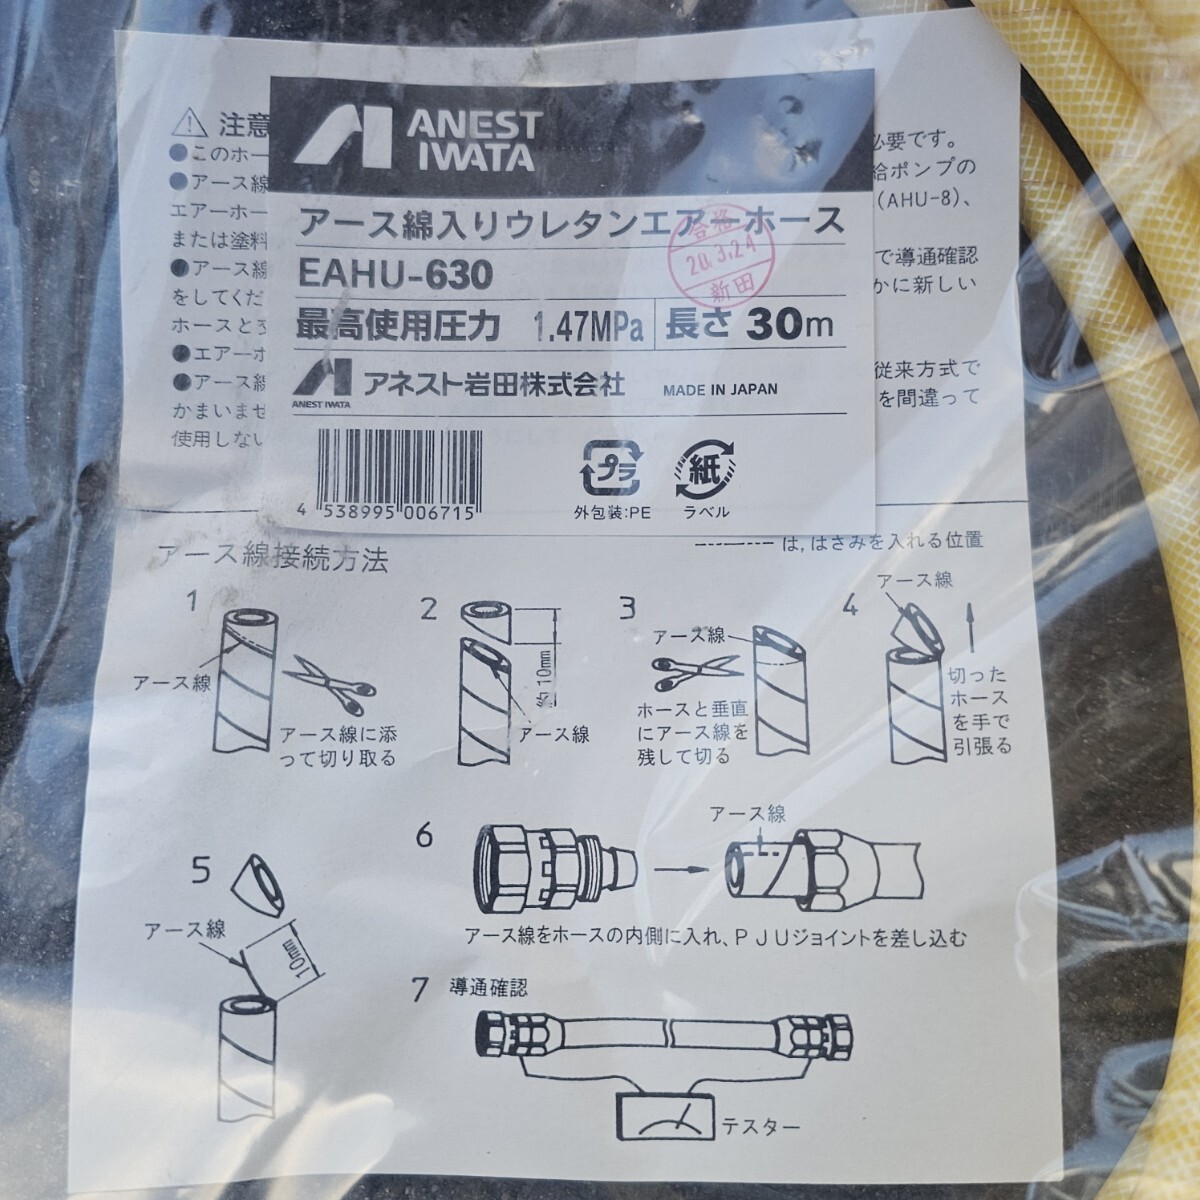 注意
●このホー
●アース線
エアーホー
または塗料
●アース線
をしてくだ
ホースと交
●エアーホ
●アース線
かまいませ
使用しない
必要です。
給ポンプの
(AHU-8)、
で導通確認
かに新しい
従来方式で
を間違って
ANEST
IWATA
アース綿入りウレタンエアーホース
EAHU-630
合格
20.3.24
新田
最高使用圧力 1.47MPa 長さ 30m
ANEST IWATA
アネスト岩田株式会社 MADE IN JAPAN
4 538995 006715
プラ
外包装:PE
紙
ラベル
アース線接続方法
は,はさみを入れる位置
1
アース線
アース線に添
って切り取る
2
約10mm
アース線
3
アース線
ホースと垂直
にアース線を
残して切る
4
アース線
切った
ホース
を手で
引張る
5
アース線
10mm
6
アース線
アース線をホースの内側に入れ、PJUジョイントを差し込む
7 導通確認
テスター